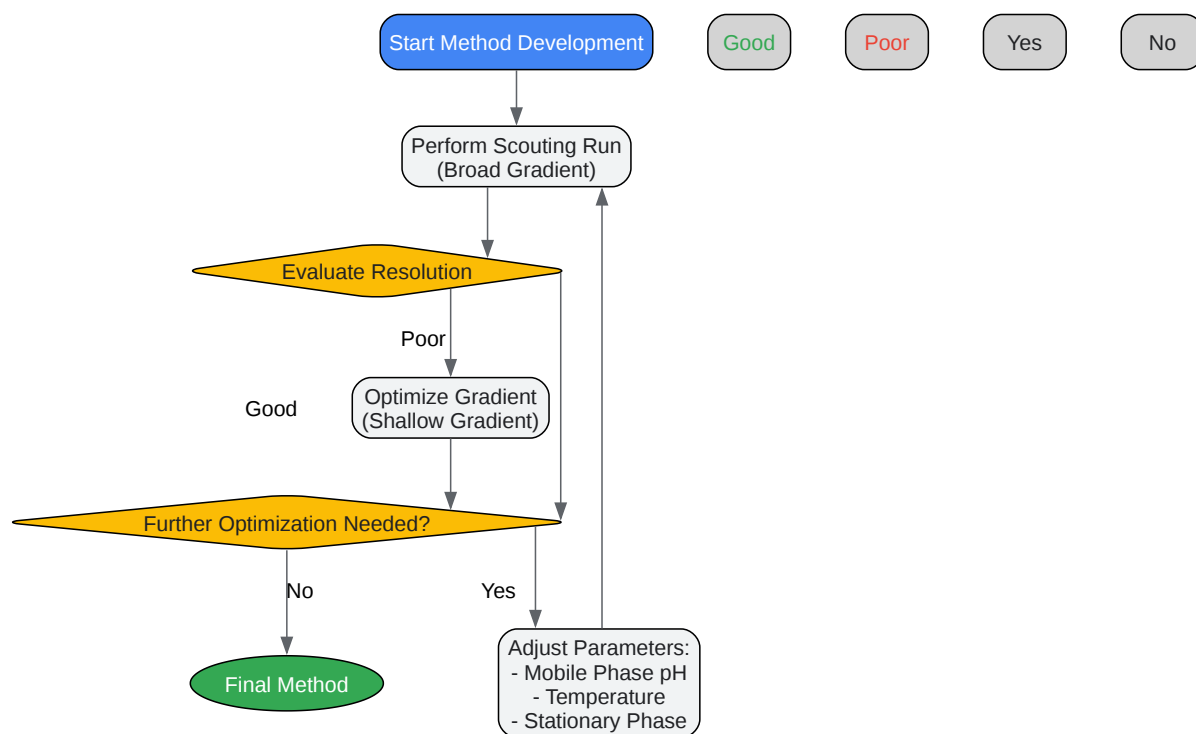 Start Method Development
Good
Poor
Yes
No
Perform Scouting Run
(Broad Gradient)
Evaluate Resolution
Poor
Optimize Gradient
(Shallow Gradient)
Good
Further Optimization Needed?
No
Yes
Adjust Parameters:
- Mobile Phase pH
- Temperature
- Stationary Phase
Final Method